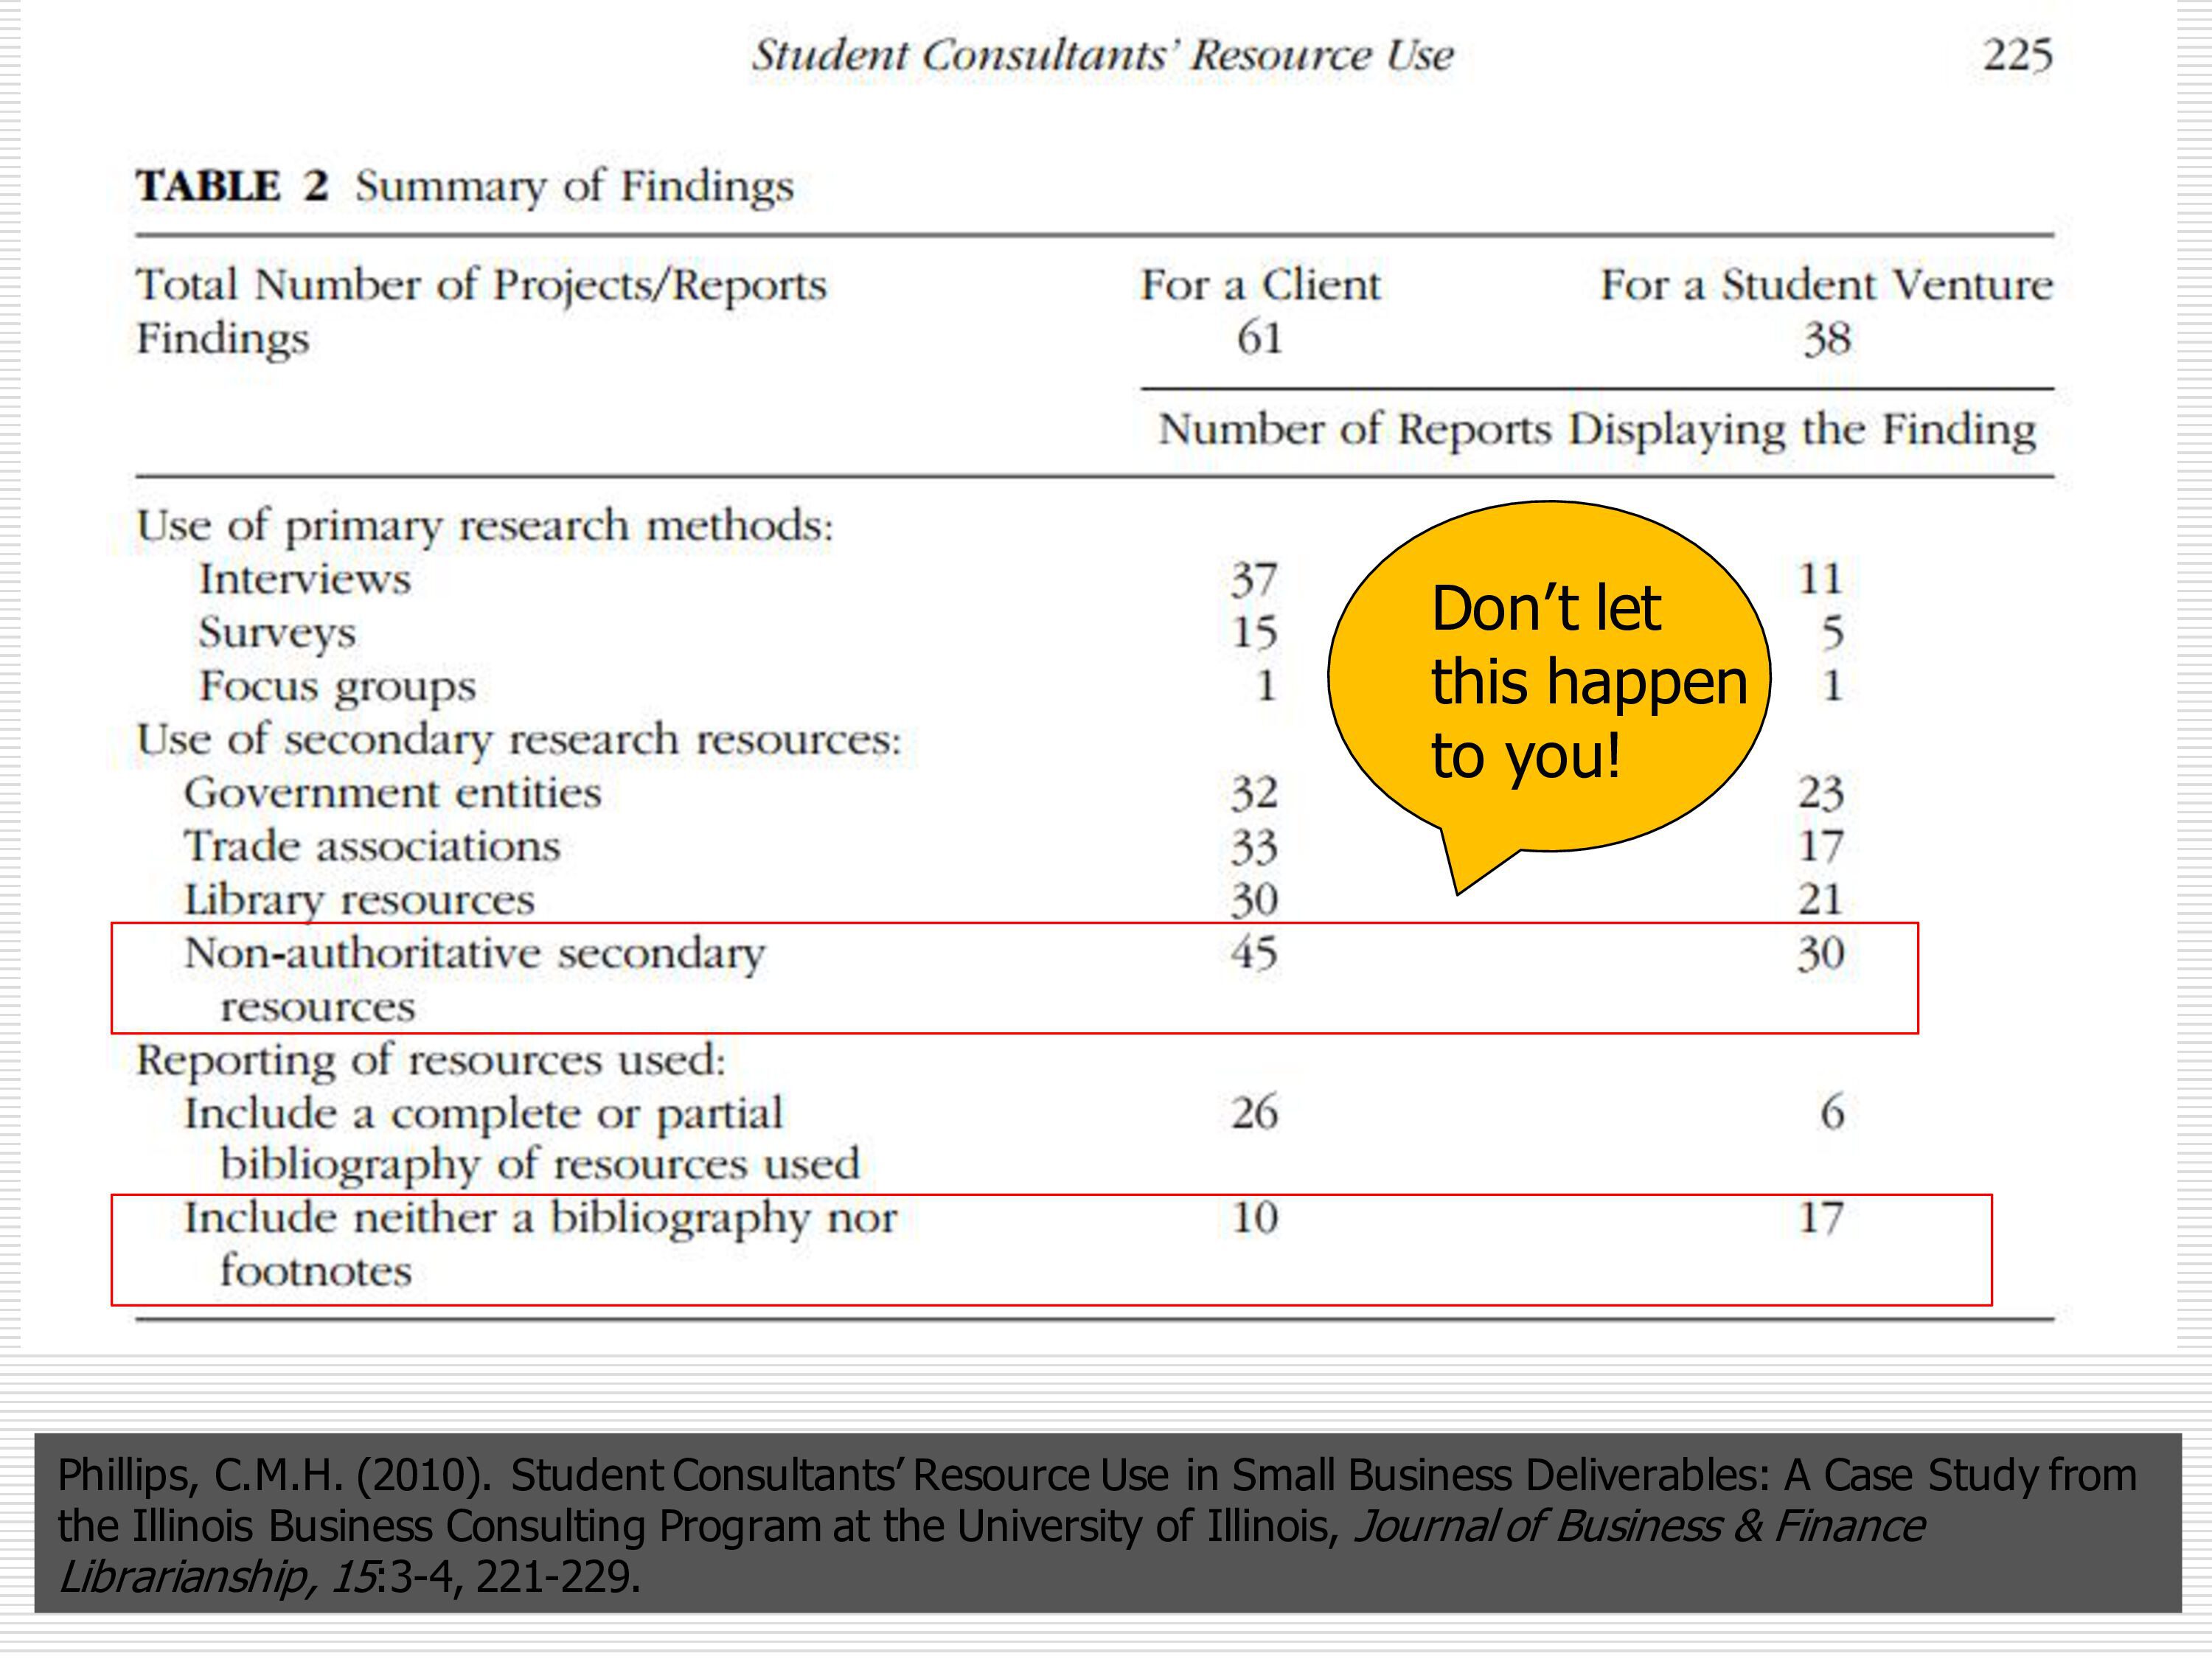 Student Consultants’ Resource Use 225
TABLE 2 Summary of Findings
Total Number of Projects/Reports For a Client For a Student Venture
Findings 61 38
Number of Reports Displaying the Finding
Use of primary research methods:
Interviews 37 11
Surveys 15 5
Focus groups 1 1
Don’t let
this happen
to you!
Use of secondary research resources:
Government entities 32 23
Trade associations 33 17
Library resources 30 21
Non-authoritative secondary 45 30
resources
Reporting of resources used:
Include a complete or partial 26 6
bibliography of resources used
Include neither a bibliography nor 10 17
footnotes
Phillips, C.M.H. (2010). Student Consultants’ Resource Use in Small Business Deliverables: A Case Study from
the Illinois Business Consulting Program at the University of Illinois, Journal of Business & Finance
Librarianship, 15:3-4, 221-229.